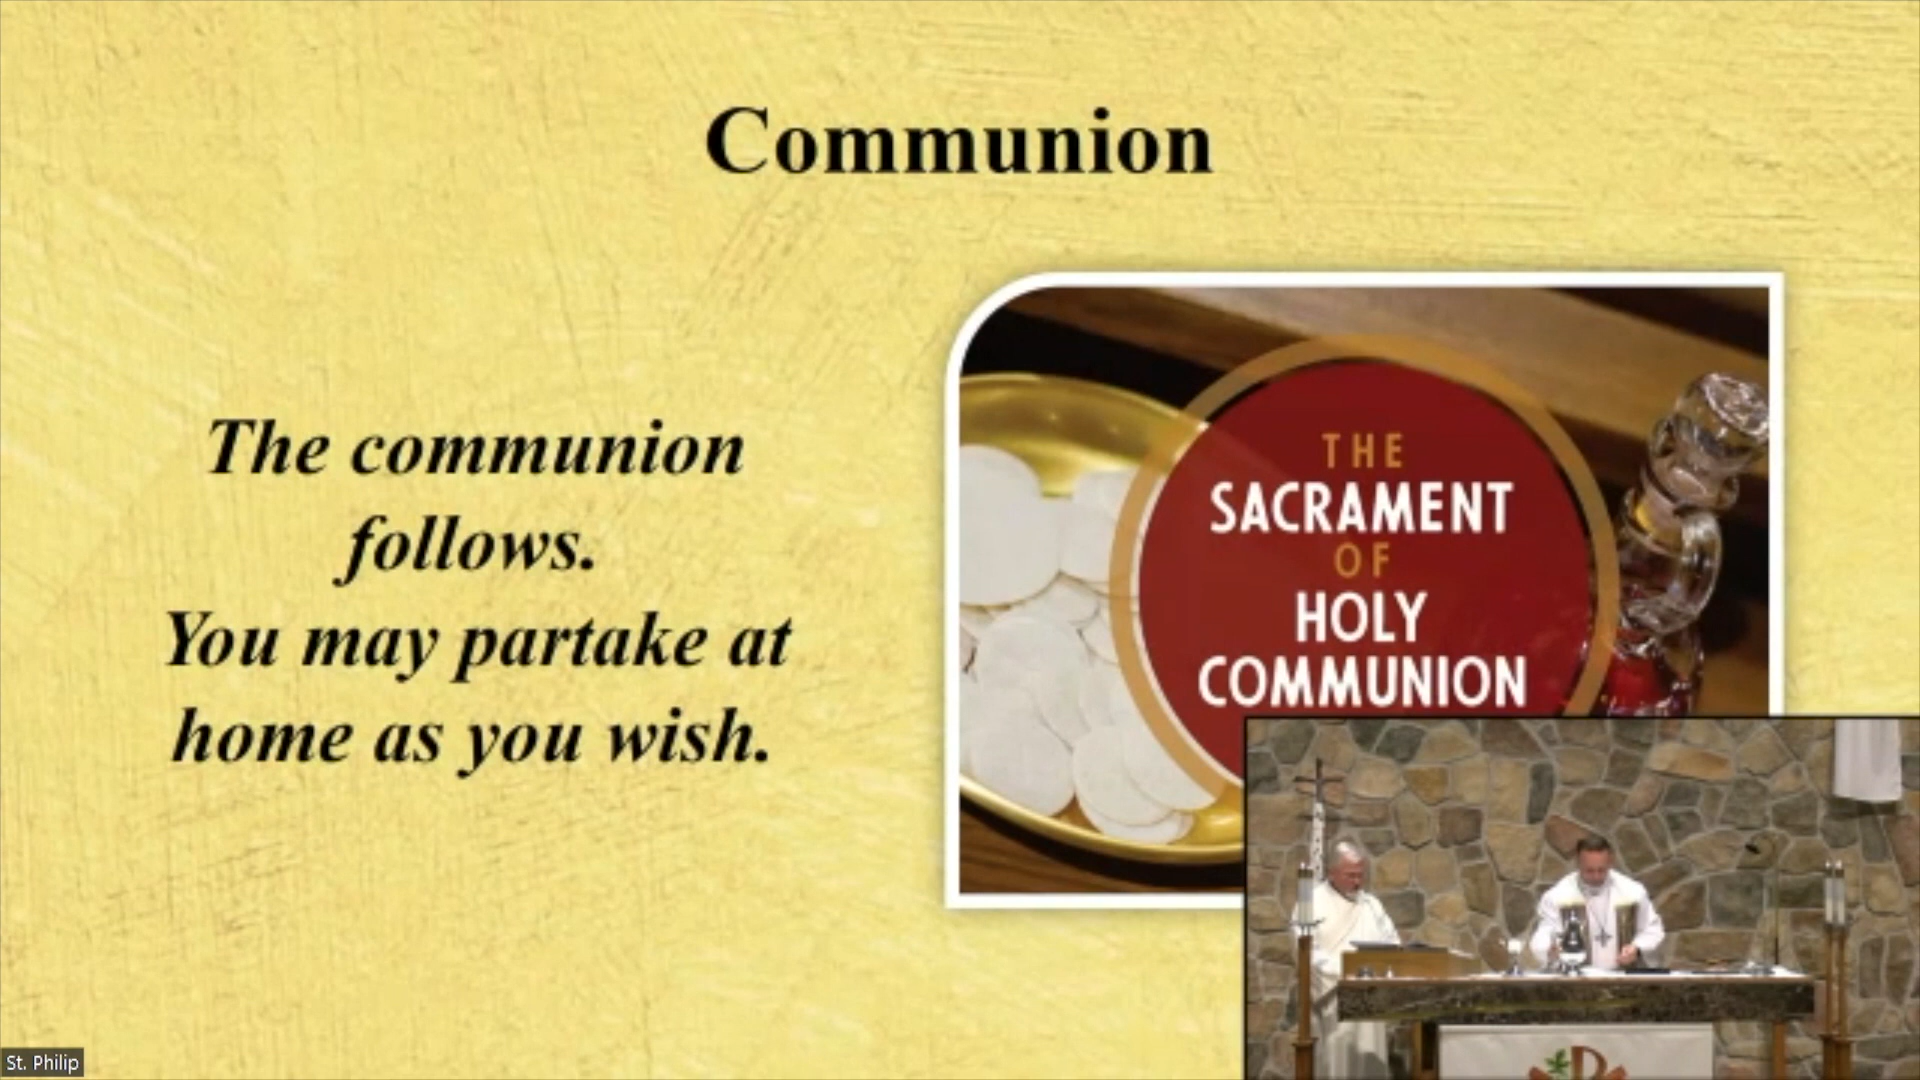 Communion
The communion
follows.
You may partake at
home as you wish.
THE
SACRAMENT
OF
HOLY
COMMUNION
St. Philip